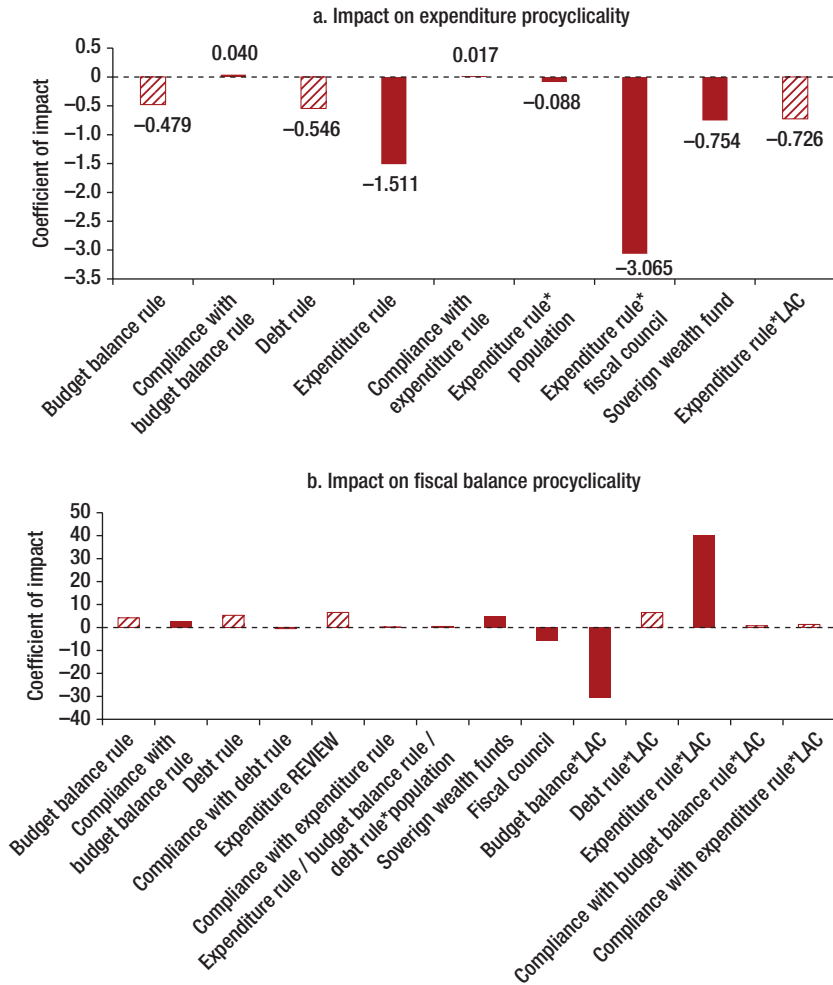 a. Impact on expenditure procyclicality
Coefficient of impact
0.5
0
–0.5
–1.0
–1.5
–2.0
–2.5
–3.0
–3.5
–0.479
0.040
–0.546
–1.511
0.017
–0.088
–3.065
–0.754
–0.726
Budget balance rule
Compliance with
budget balance rule
Debt rule
Expenditure rule
Compliance with
expenditure rule
Expenditure rule*
population
Expenditure rule*
fiscal council
Soverign wealth fund
Expenditure rule*LAC
b. Impact on fiscal balance procyclicality
Coefficient of impact
50
40
30
20
10
0
–10
–20
–30
–40
Budget balance rule
Compliance with
budget balance rule
Debt rule
Compliance with debt rule
Expenditure REVIEW
Compliance with expenditure rule
Expenditure rule / budget balance rule /
debt rule*population
Soverign wealth funds
Fiscal council
Budget balance*LAC
Debt rule*LAC
Expenditure rule*LAC
Compliance with budget balance rule*LAC
Compliance with expenditure rule*LAC